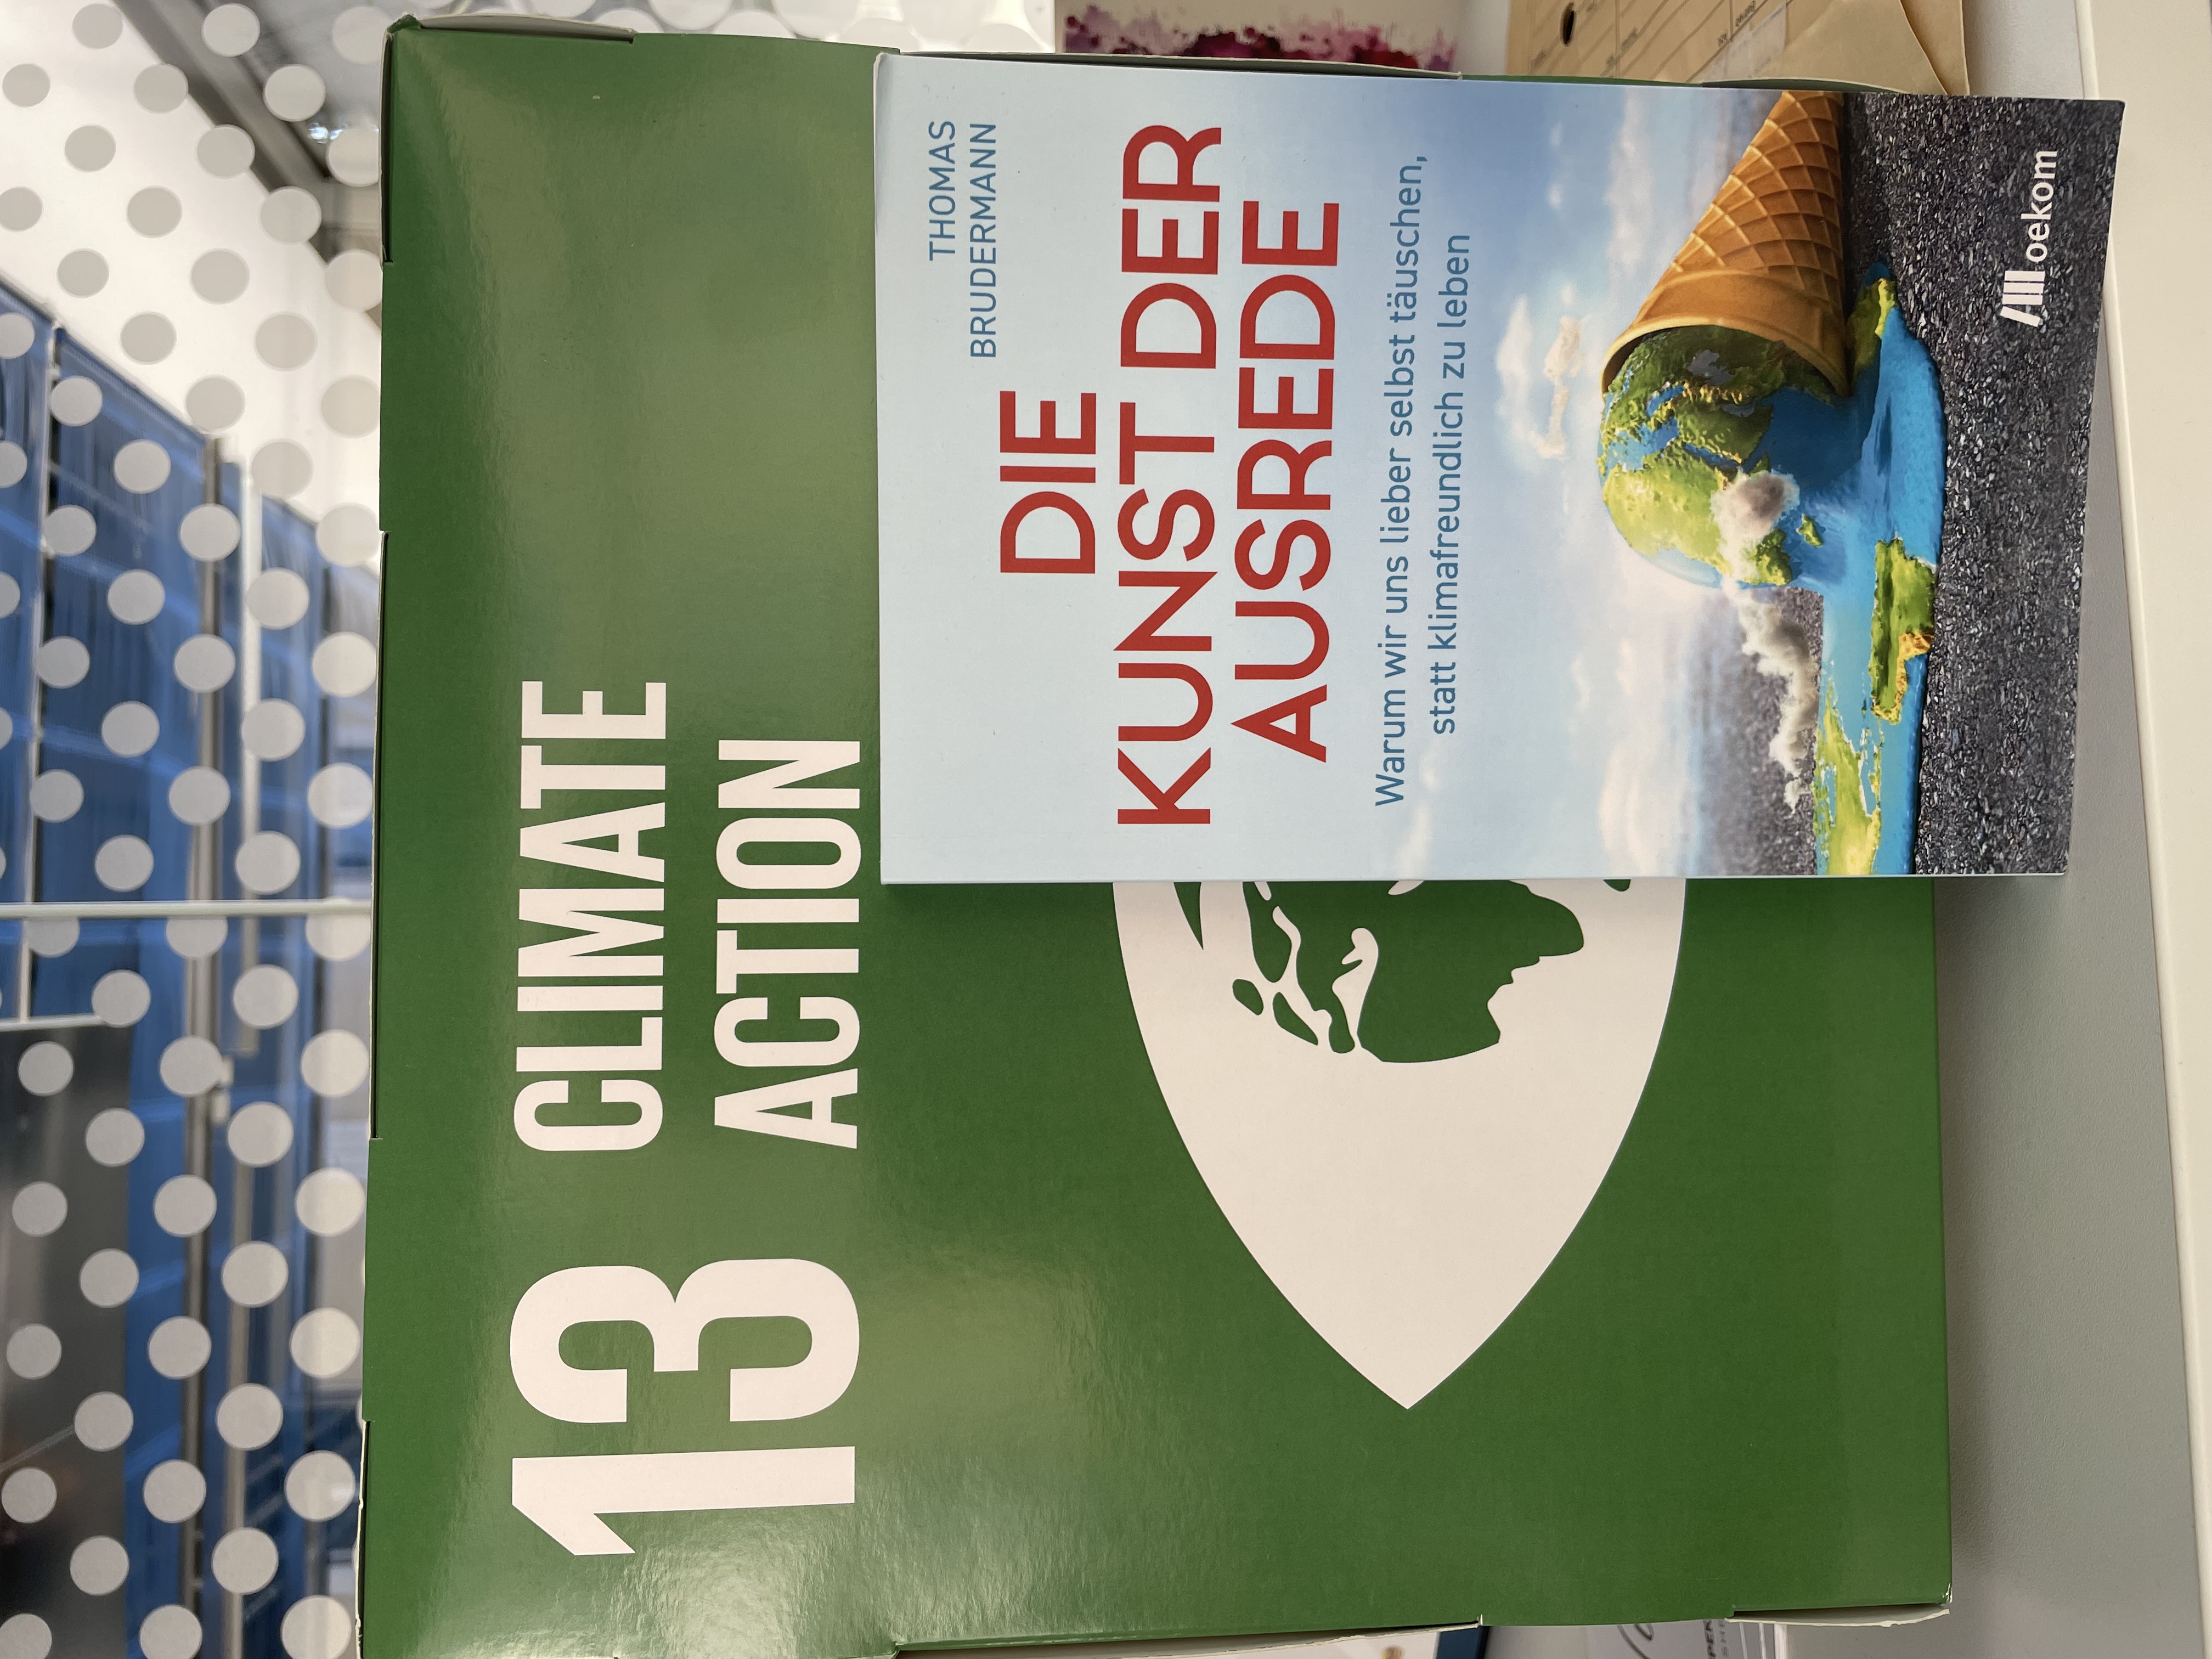 13 CLIMATE
ACTION
THOMAS
BRUDERMANN
DIE
KUNST DER
AUSREDE
Warum wir uns lieber selbst täuschen,
statt klimafreundlich zu leben
oekom